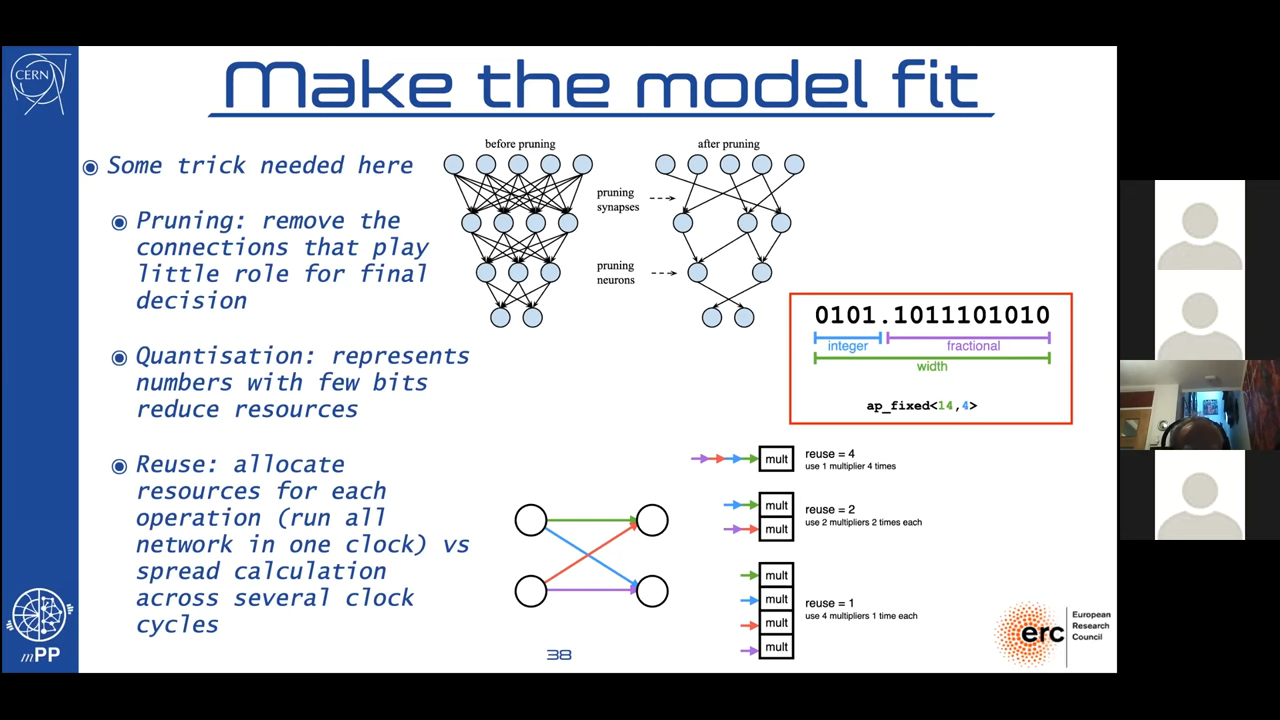 CERN
Make the model fit
Some trick needed here
Pruning: remove the
connections that play
little role for final
decision
Quantisation: represents
numbers with few bits
reduce resources
Reuse: allocate
resources for each
operation (run all
network in one clock) vs
spread calculation
across several clock
cycles
before pruning
after pruning
pruning
synapses
pruning
neurons
0101.1011101010
integer
fractional
width
ap_fixed<14,4>
mult
reuse = 4
use 1 multiplier 4 times
mult
mult
reuse = 2
use 2 multipliers 2 times each
mult
mult
mult
mult
reuse = 1
use 4 multipliers 1 time each
mPP
38
erc
European
Research
Council